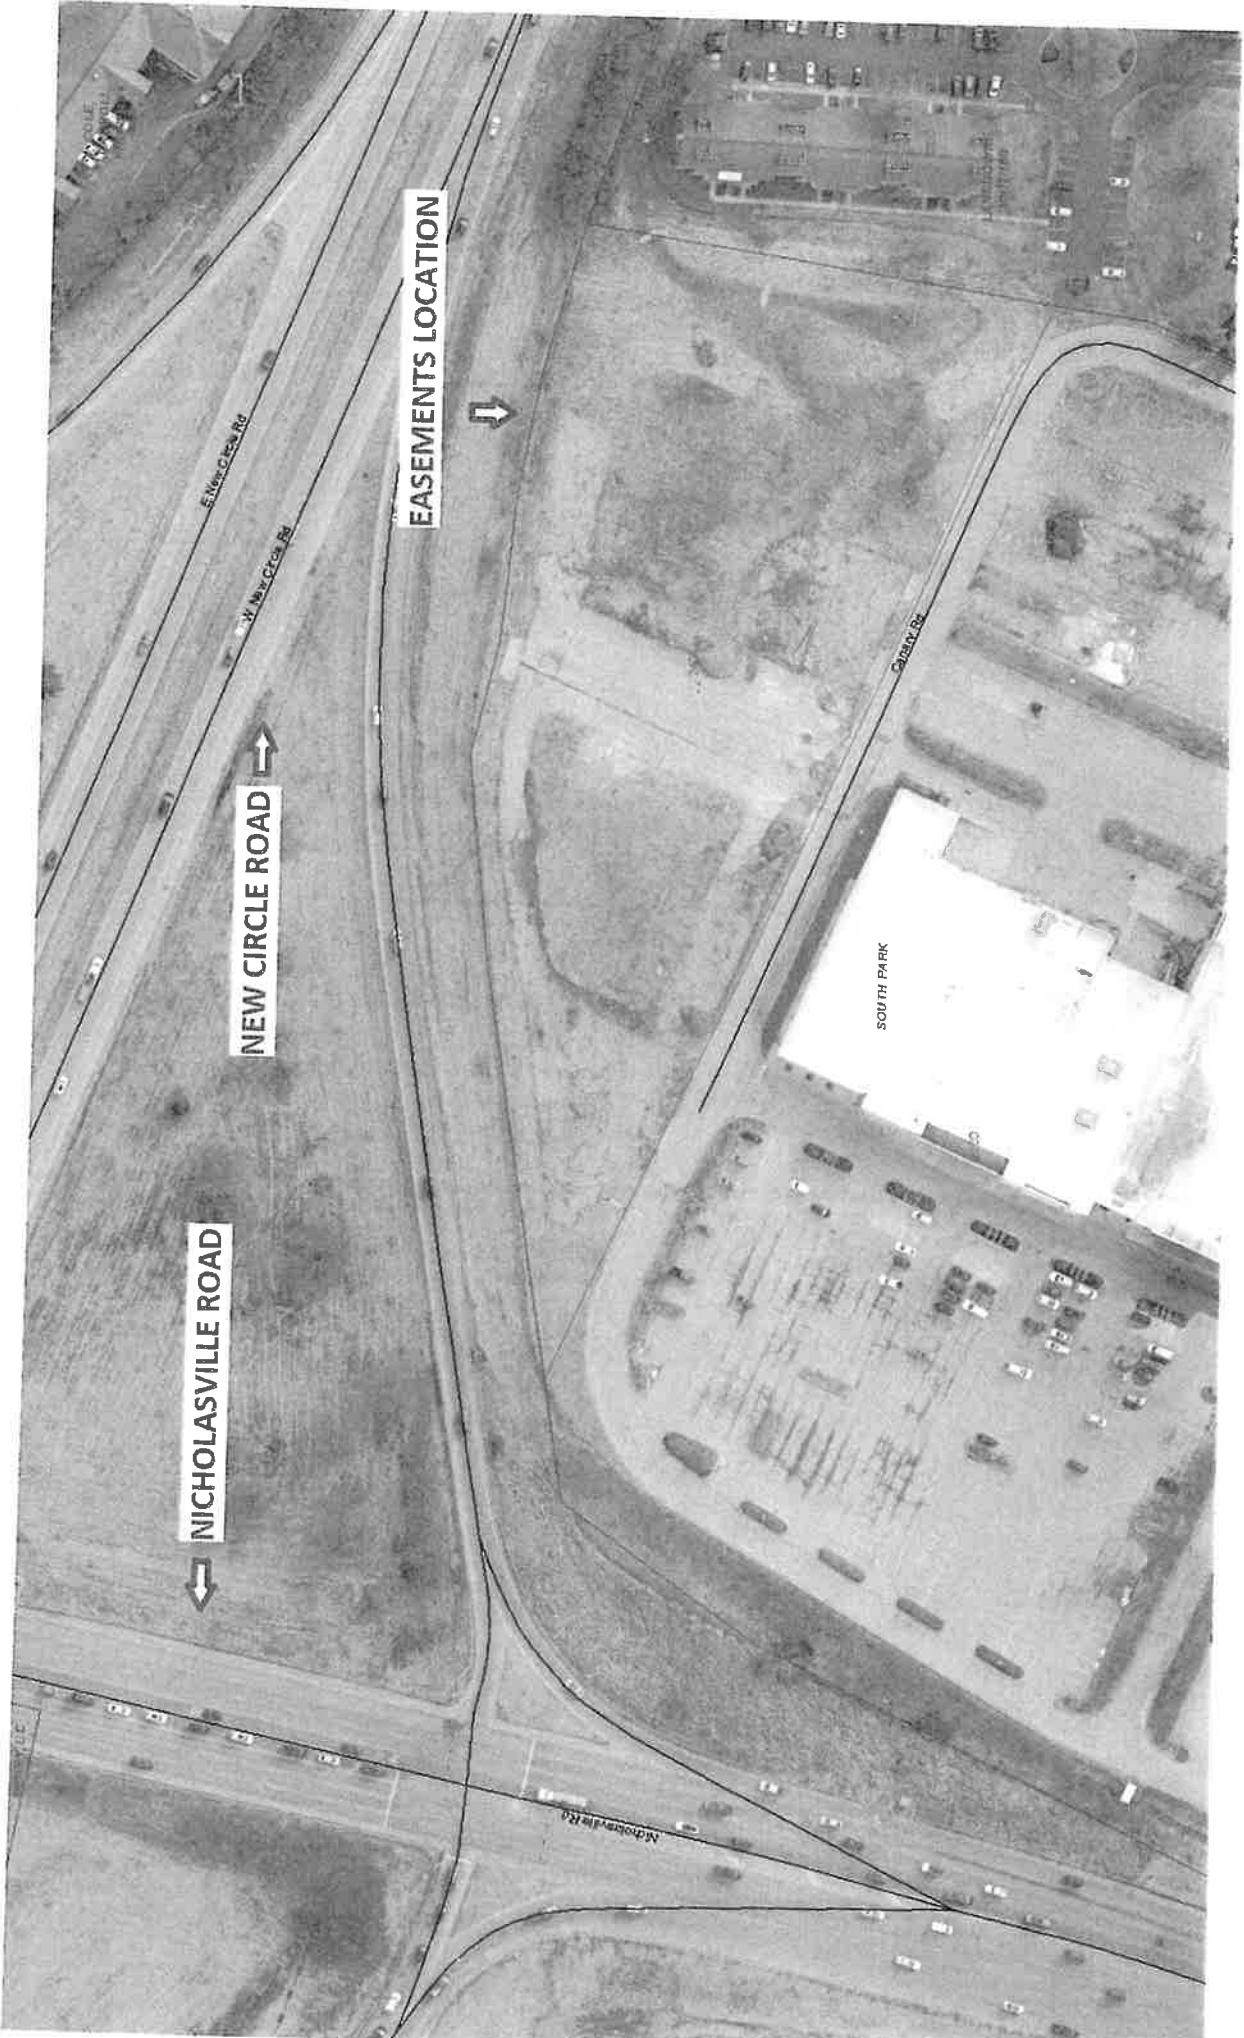 E New Circle Rd
W New Circle Rd
EASEMENTS LOCATION
NEW CIRCLE ROAD
NICHOLASVILLE ROAD
Canary Rd
SOUTH PARK
Nicholasville Rd